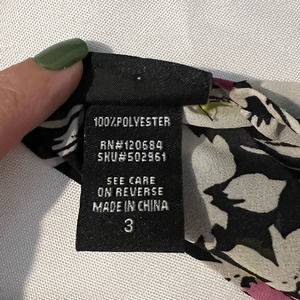 100%POLYESTER
RN#120684
SKU#502961
SEE CARE
ON REVERSE
MADE IN CHINA
3